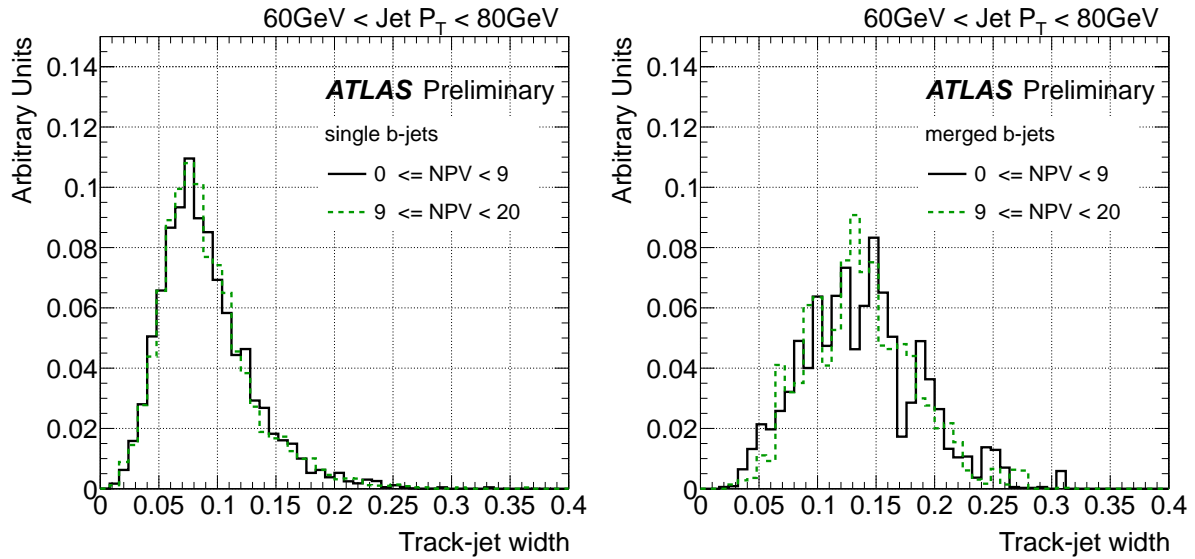 60GeV < Jet P_T < 80GeV
Arbitrary Units
0.14
0.12
0.1
0.08
0.06
0.04
0.02
0
ATLAS Preliminary
single b-jets
0 <= NPV < 9
9 <= NPV < 20
0 0.05 0.1 0.15 0.2 0.25 0.3 0.35 0.4
Track-jet width
60GeV < Jet P_T < 80GeV
Arbitrary Units
0.14
0.12
0.1
0.08
0.06
0.04
0.02
0
ATLAS Preliminary
merged b-jets
0 <= NPV < 9
9 <= NPV < 20
0 0.05 0.1 0.15 0.2 0.25 0.3 0.35 0.4
Track-jet width